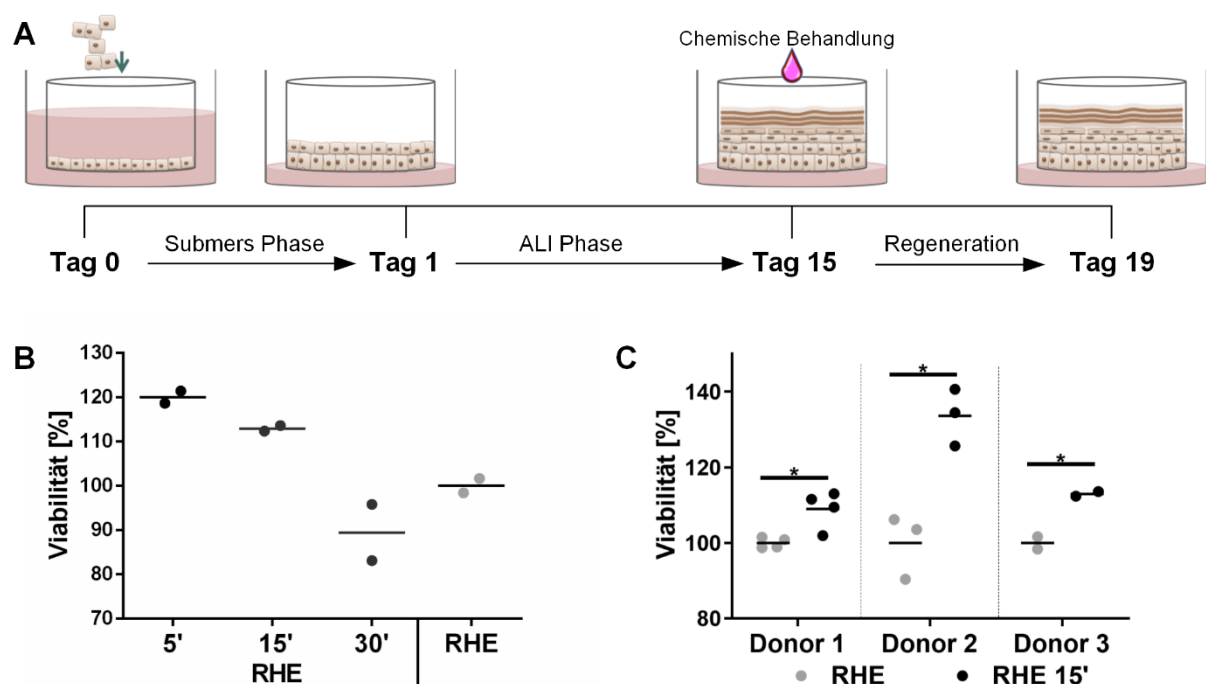 A
Chemische Behandlung
Submers Phase
ALI Phase
Regeneration
Tag 0
Tag 1
Tag 15
Tag 19
B
Viabilität [%]
130
120
110
100
90
80
70
5' 15' 30' RHE
RHE
C
Viabilität [%]
140
120
100
80
* * *
Donor 1 Donor 2 Donor 3
RHE RHE 15'